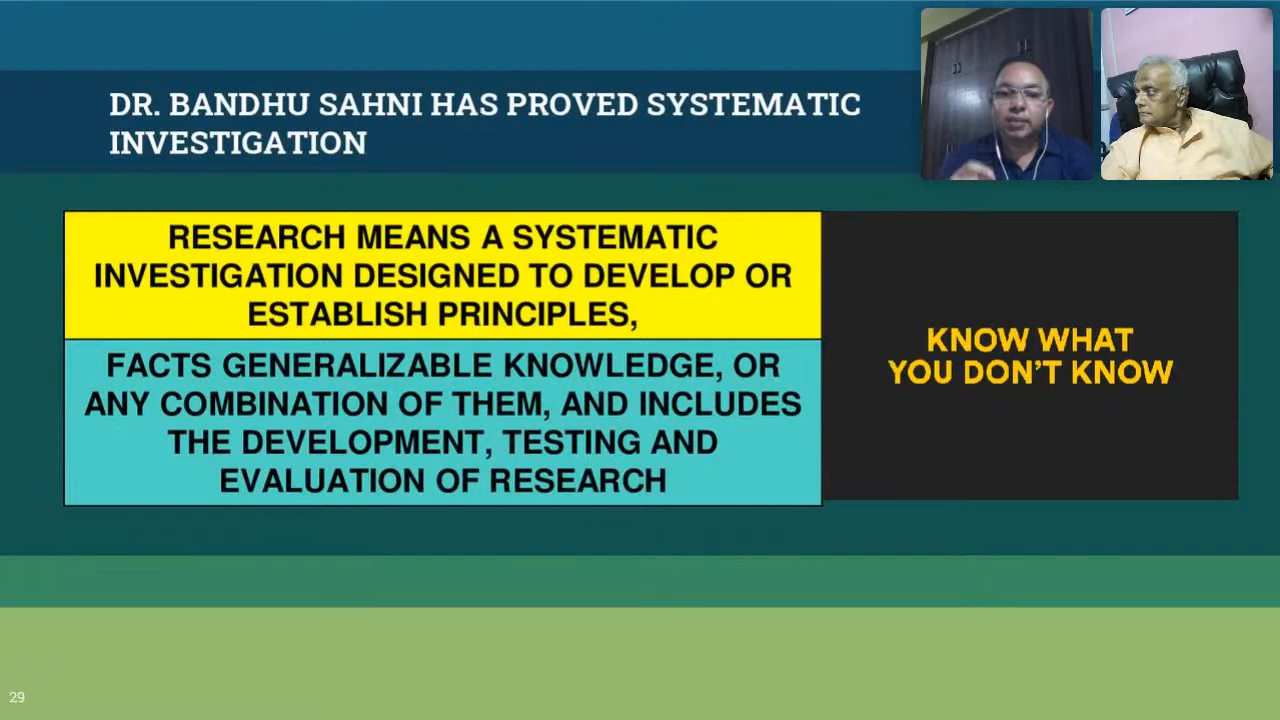 DR. BANDHU SAHNI HAS PROVED SYSTEMATIC
INVESTIGATION
RESEARCH MEANS A SYSTEMATIC
INVESTIGATION DESIGNED TO DEVELOP OR
ESTABLISH PRINCIPLES,
FACTS GENERALIZABLE KNOWLEDGE, OR
ANY COMBINATION OF THEM, AND INCLUDES
THE DEVELOPMENT, TESTING AND
EVALUATION OF RESEARCH
KNOW WHAT
YOU DON'T KNOW
29